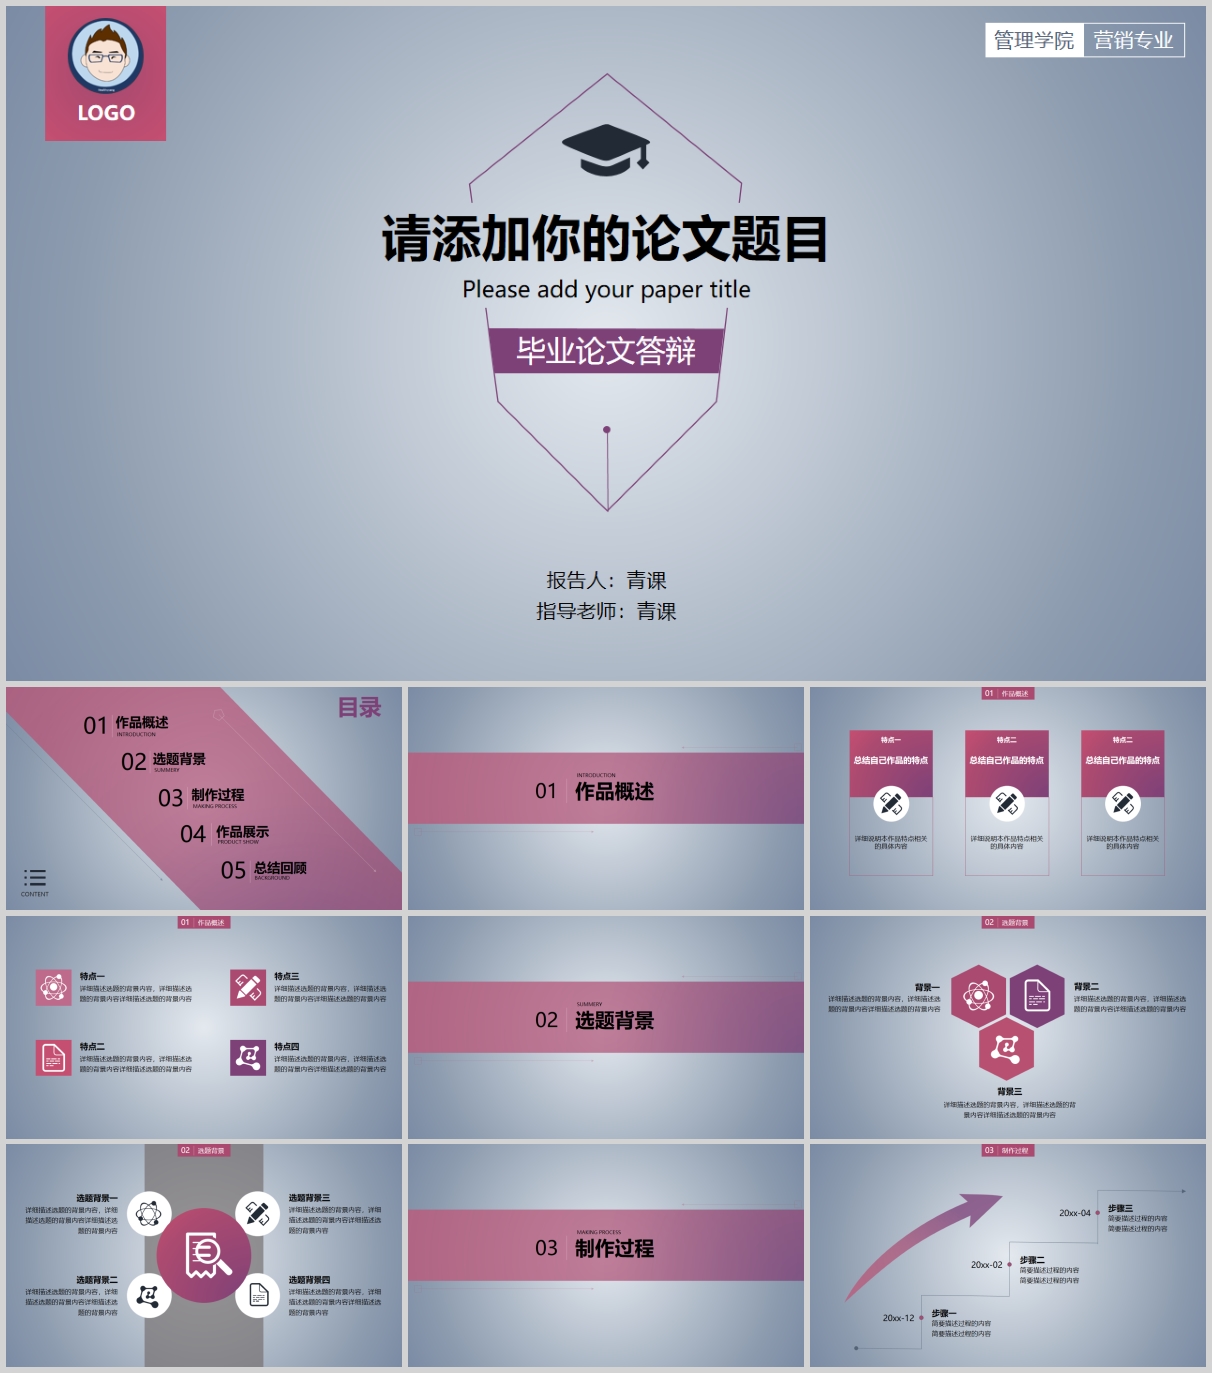 LOGO
管理学院 营销专业
请添加你的论文题目
Please add your paper title
毕业论文答辩
报告人：青课
指导老师：青课
目录
01 作品概述
INTRODUCTION
02 选题背景
SUMMERY
03 制作过程
MAKING PROCESS
04 作品展示
PRODUCT SHOW
05 总结回顾
BACKGROUND
CONTENT
INTRODUCTION
01 作品概述
01 作品概述
特点一
总结自己作品的特点
详细说明本作品特点相关
的具体内容
特点二
总结自己作品的特点
详细说明本作品特点相关
的具体内容
特点二
总结自己作品的特点
详细说明本作品特点相关
的具体内容
01 作品概述
特点一
详细描述选题的背景内容，详细描述选
题的背景内容详细描述选题的背景内容
特点三
详细描述选题的背景内容，详细描述选
题的背景内容详细描述选题的背景内容
特点二
详细描述选题的背景内容，详细描述选
题的背景内容详细描述选题的背景内容
特点四
详细描述选题的背景内容，详细描述选
题的背景内容详细描述选题的背景内容
SUMMERY
02 选题背景
02 选题背景
背景一
详细描述选题的背景内容，详细描述选
题的背景内容详细描述选题的背景内容
背景二
详细描述选题的背景内容，详细描述选
题的背景内容详细描述选题的背景内容
背景三
详细描述选题的背景内容，详细描述选题的背
景内容详细描述选题的背景内容
02 选题背景
选题背景一
详细描述选题的背景内容，详细
描述选题的背景内容详细描述选
题的背景内容
选题背景三
详细描述选题的背景内容，详细
描述选题的背景内容详细描述选
题的背景内容
选题背景二
详细描述选题的背景内容，详细
描述选题的背景内容详细描述选
题的背景内容
选题背景四
详细描述选题的背景内容，详细
描述选题的背景内容详细描述选
题的背景内容
MAKING PROCESS
03 制作过程
03 制作过程
20xx-04
步骤三
简要描述过程的内容
简要描述过程的内容
20xx-02
步骤二
简要描述过程的内容
简要描述过程的内容
20xx-12
步骤一
简要描述过程的内容
简要描述过程的内容